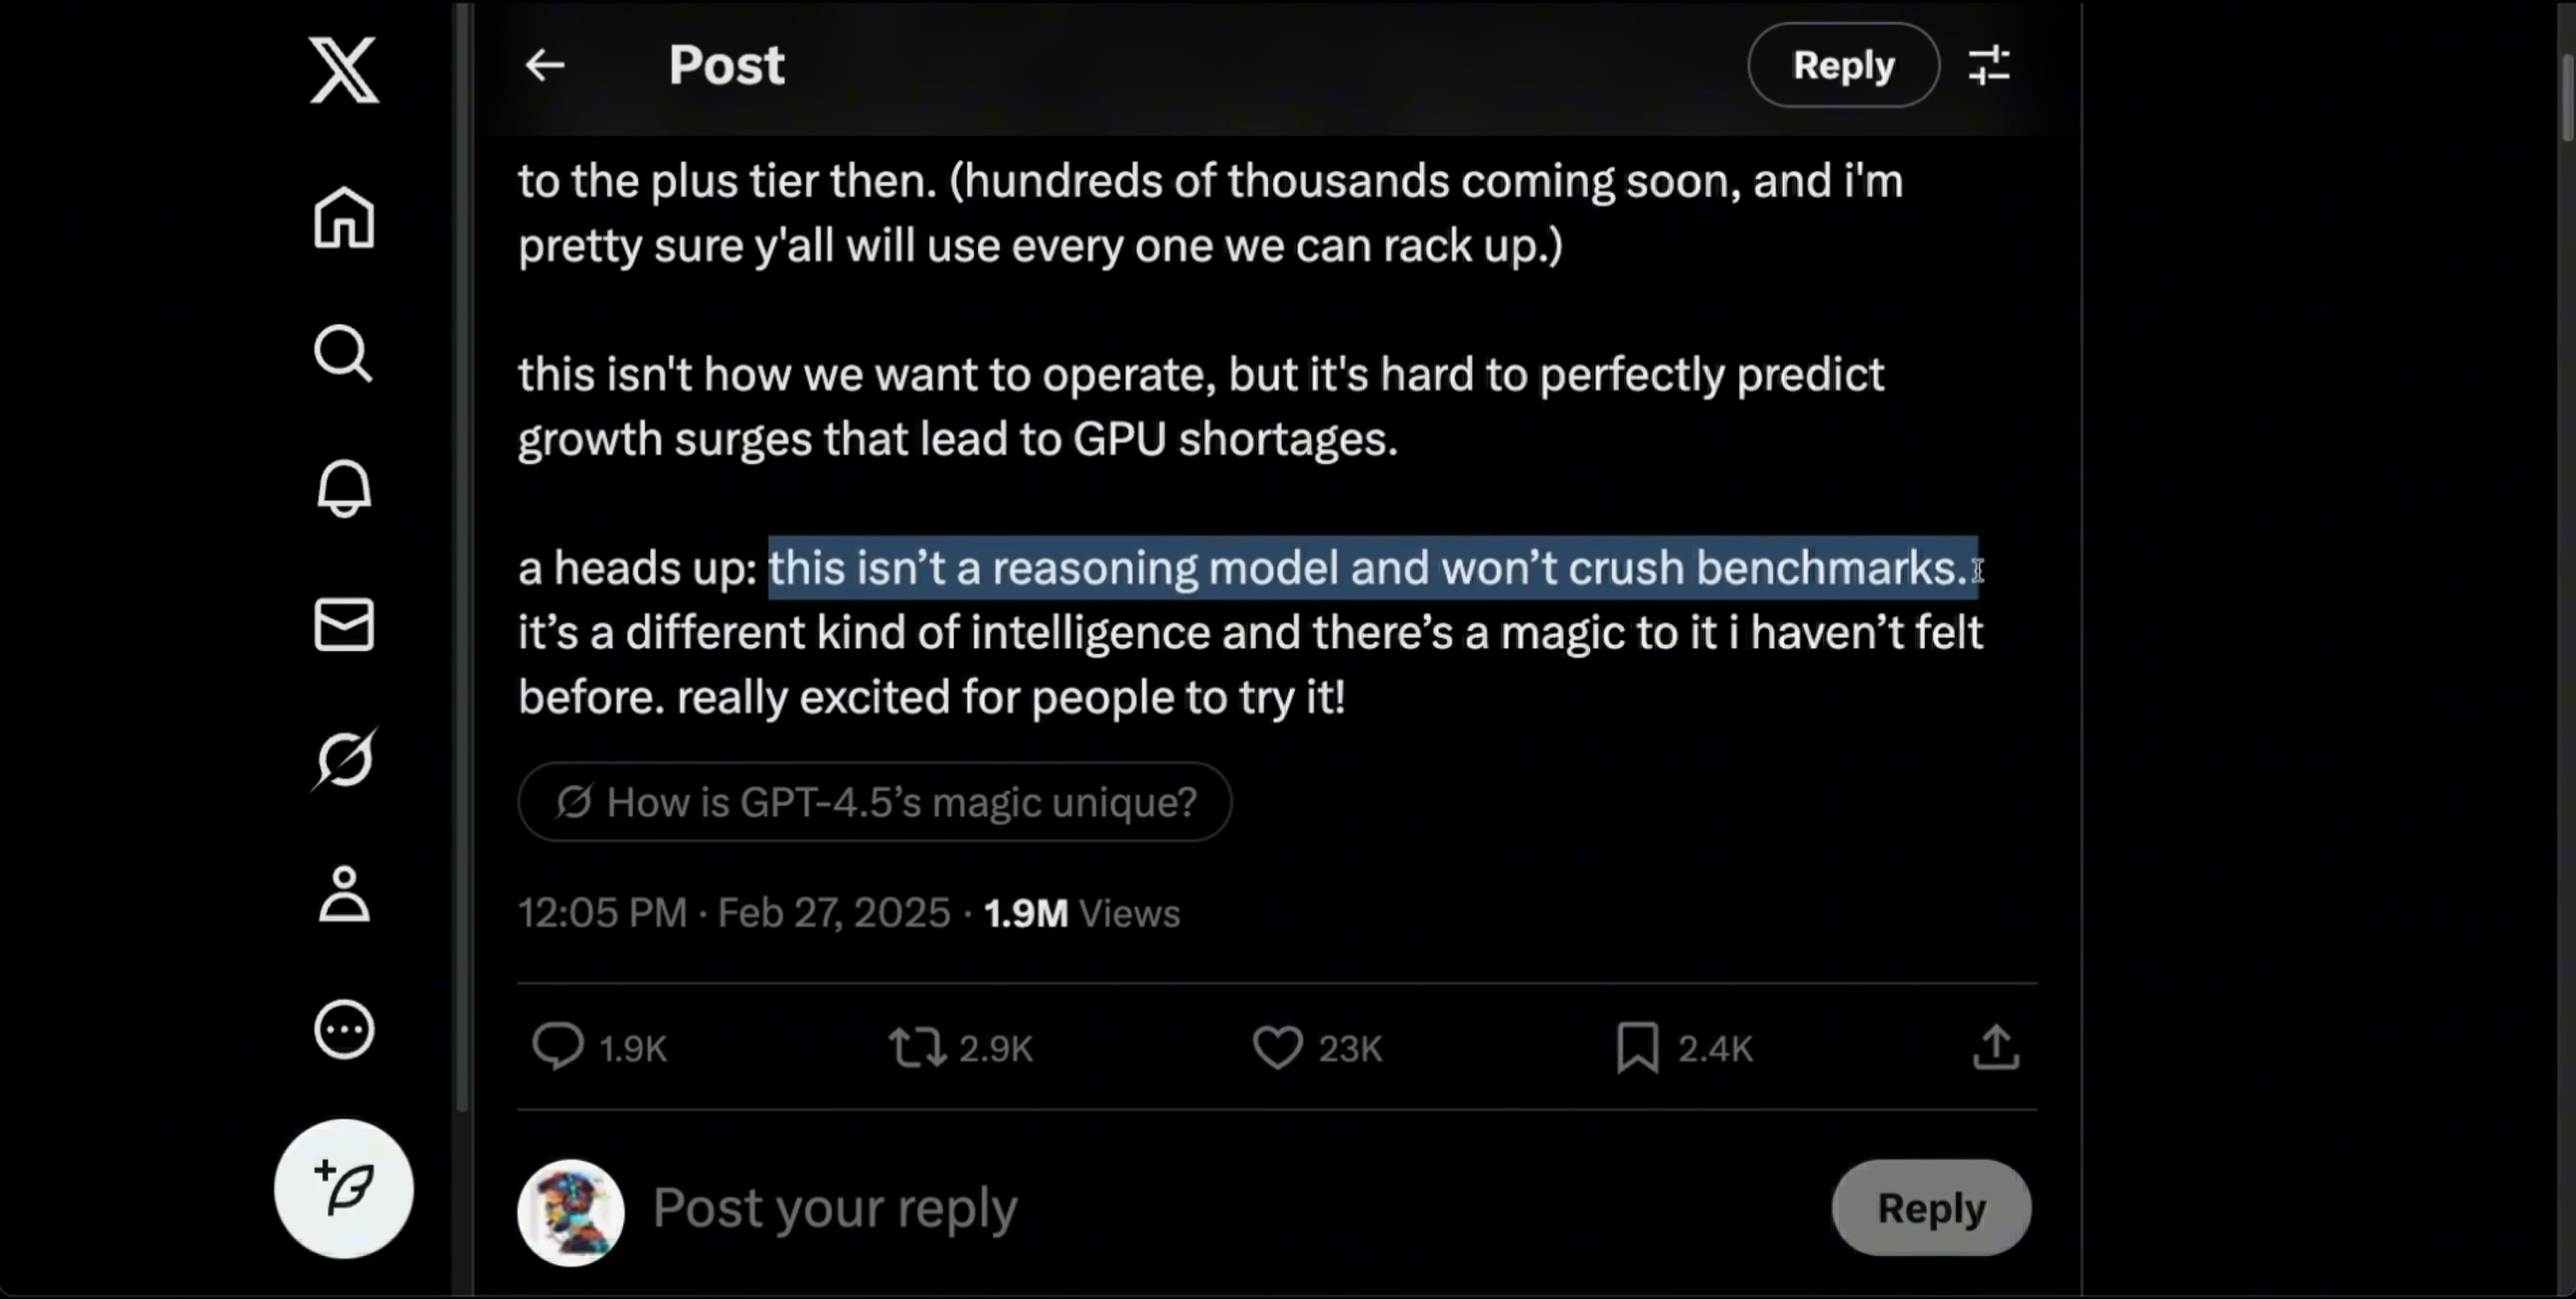 Post
Reply
to the plus tier then. (hundreds of thousands coming soon, and i'm
pretty sure y'all will use every one we can rack up.)
this isn't how we want to operate, but it's hard to perfectly predict
growth surges that lead to GPU shortages.
a heads up: this isn’t a reasoning model and won’t crush benchmarks.
it’s a different kind of intelligence and there’s a magic to it i haven’t felt
before. really excited for people to try it!
How is GPT-4.5’s magic unique?
12:05 PM · Feb 27, 2025 · 1.9M Views
1.9K 2.9K 23K 2.4K
Post your reply
Reply